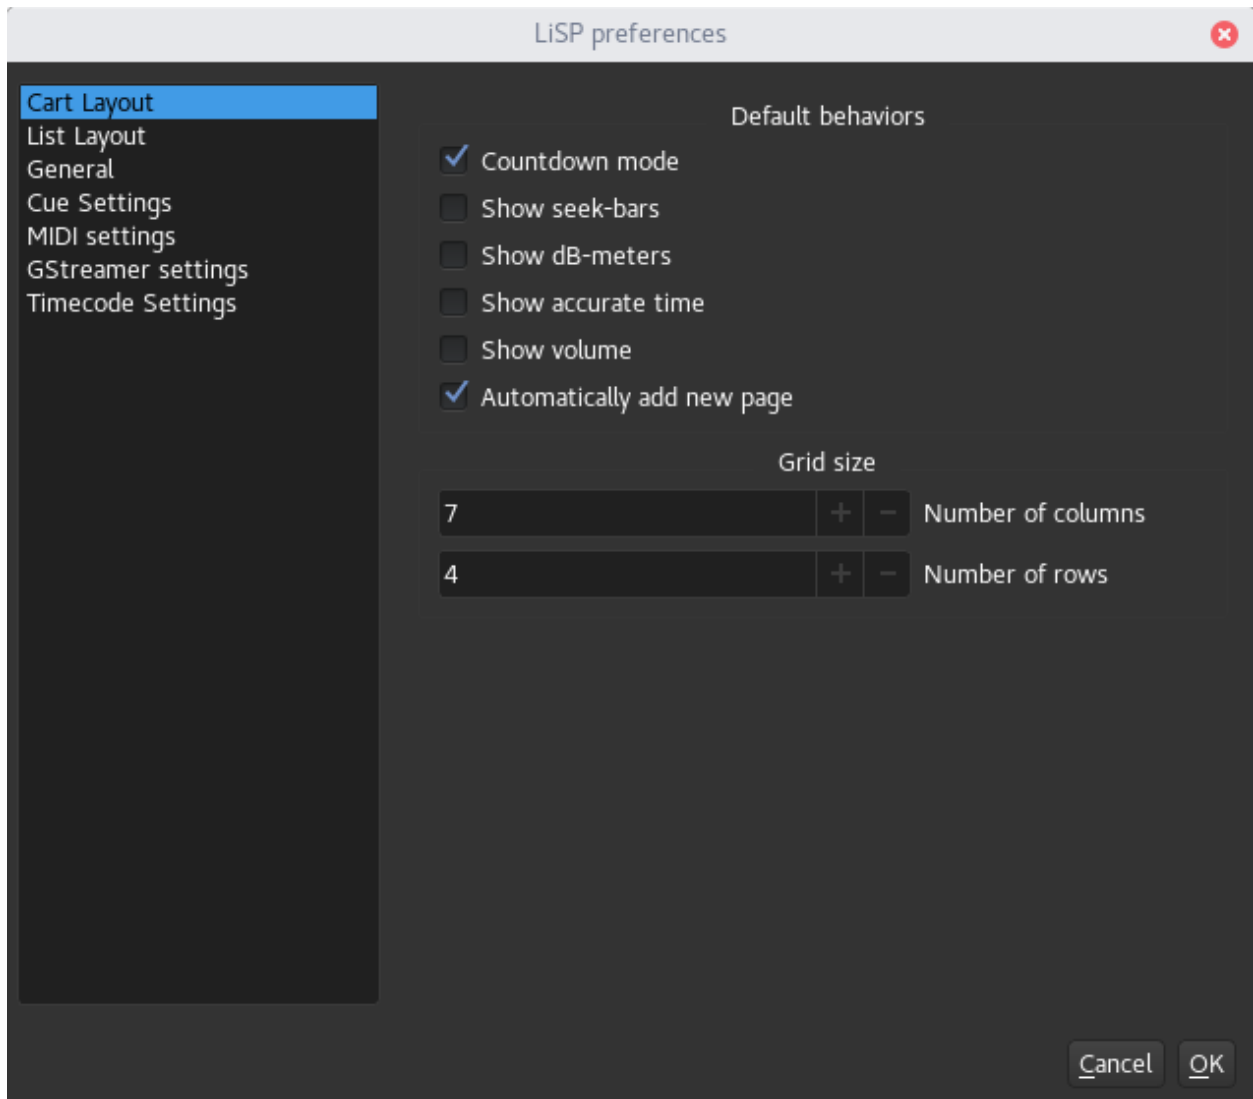 LiSP preferences
Cart Layout
List Layout
General
Cue Settings
MIDI settings
GStreamer settings
Timecode Settings
Default behaviors
Countdown mode
Show seek-bars
Show dB-meters
Show accurate time
Show volume
Automatically add new page
Grid size
7 + − Number of columns
4 + − Number of rows
Cancel OK